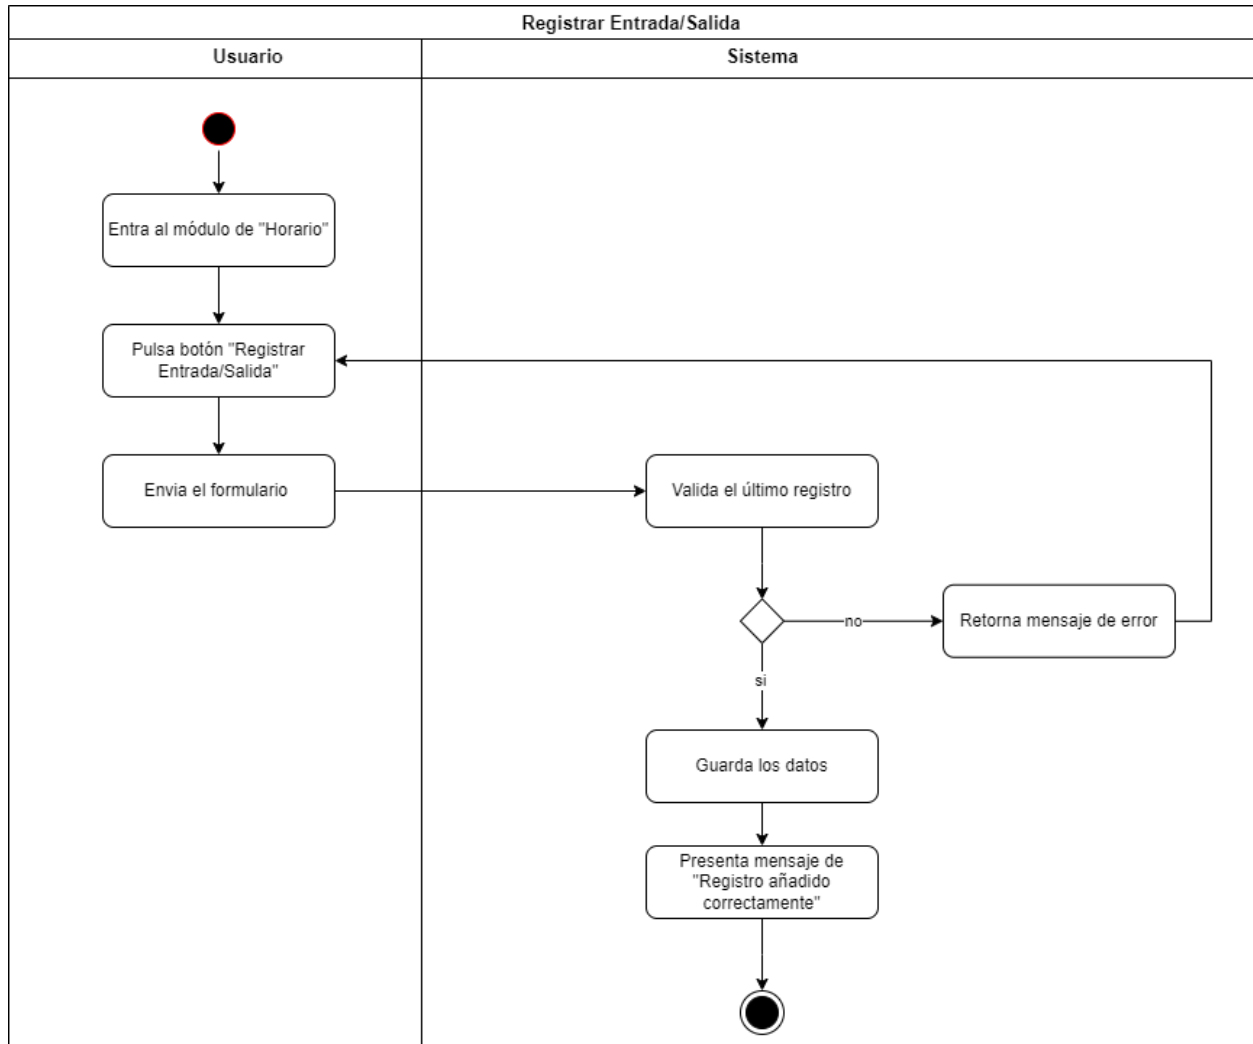 Registrar Entrada/Salida
Usuario
Sistema
Entra al módulo de "Horario"
Pulsa botón "Registrar
Entrada/Salida"
Envia el formulario
Valida el último registro
no
Retorna mensaje de error
si
Guarda los datos
Presenta mensaje de
"Registro añadido
correctamente"